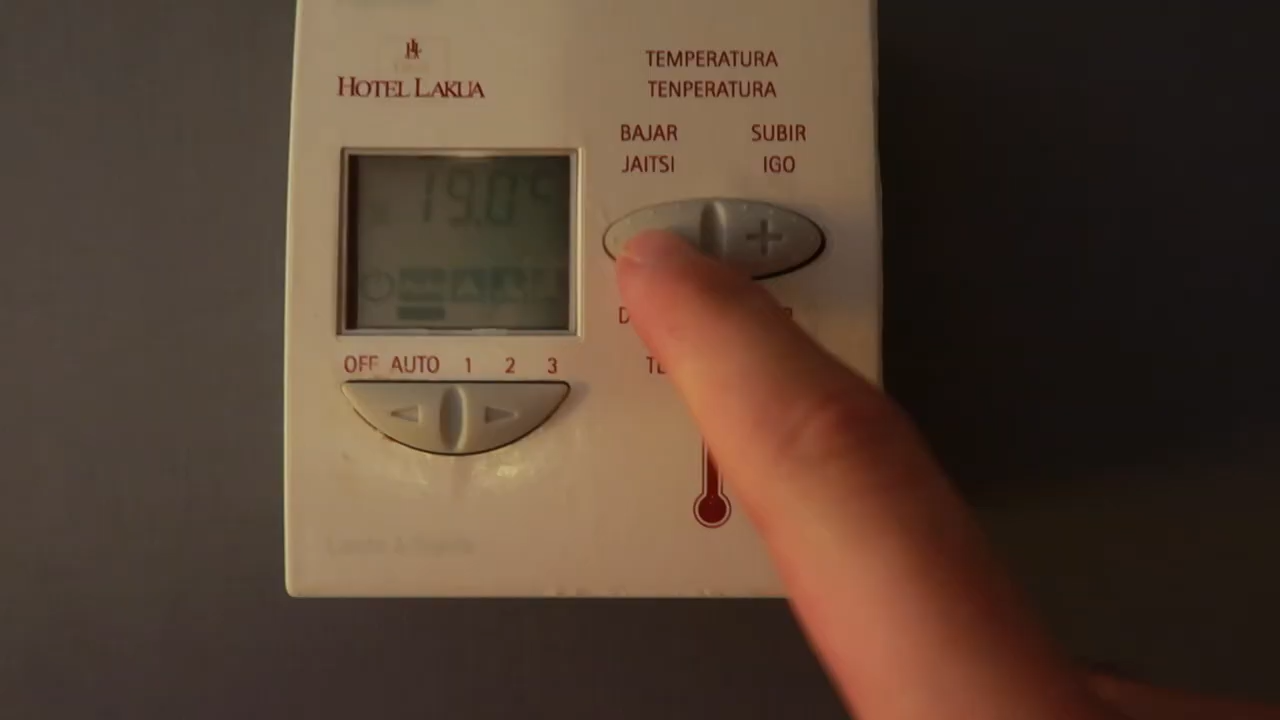 HOTEL LAKUA
TEMPERATURA
TENPERATURA
BAJAR SUBIR
JAITSI IGO
19.0°C
+
OFF AUTO 1 2 3